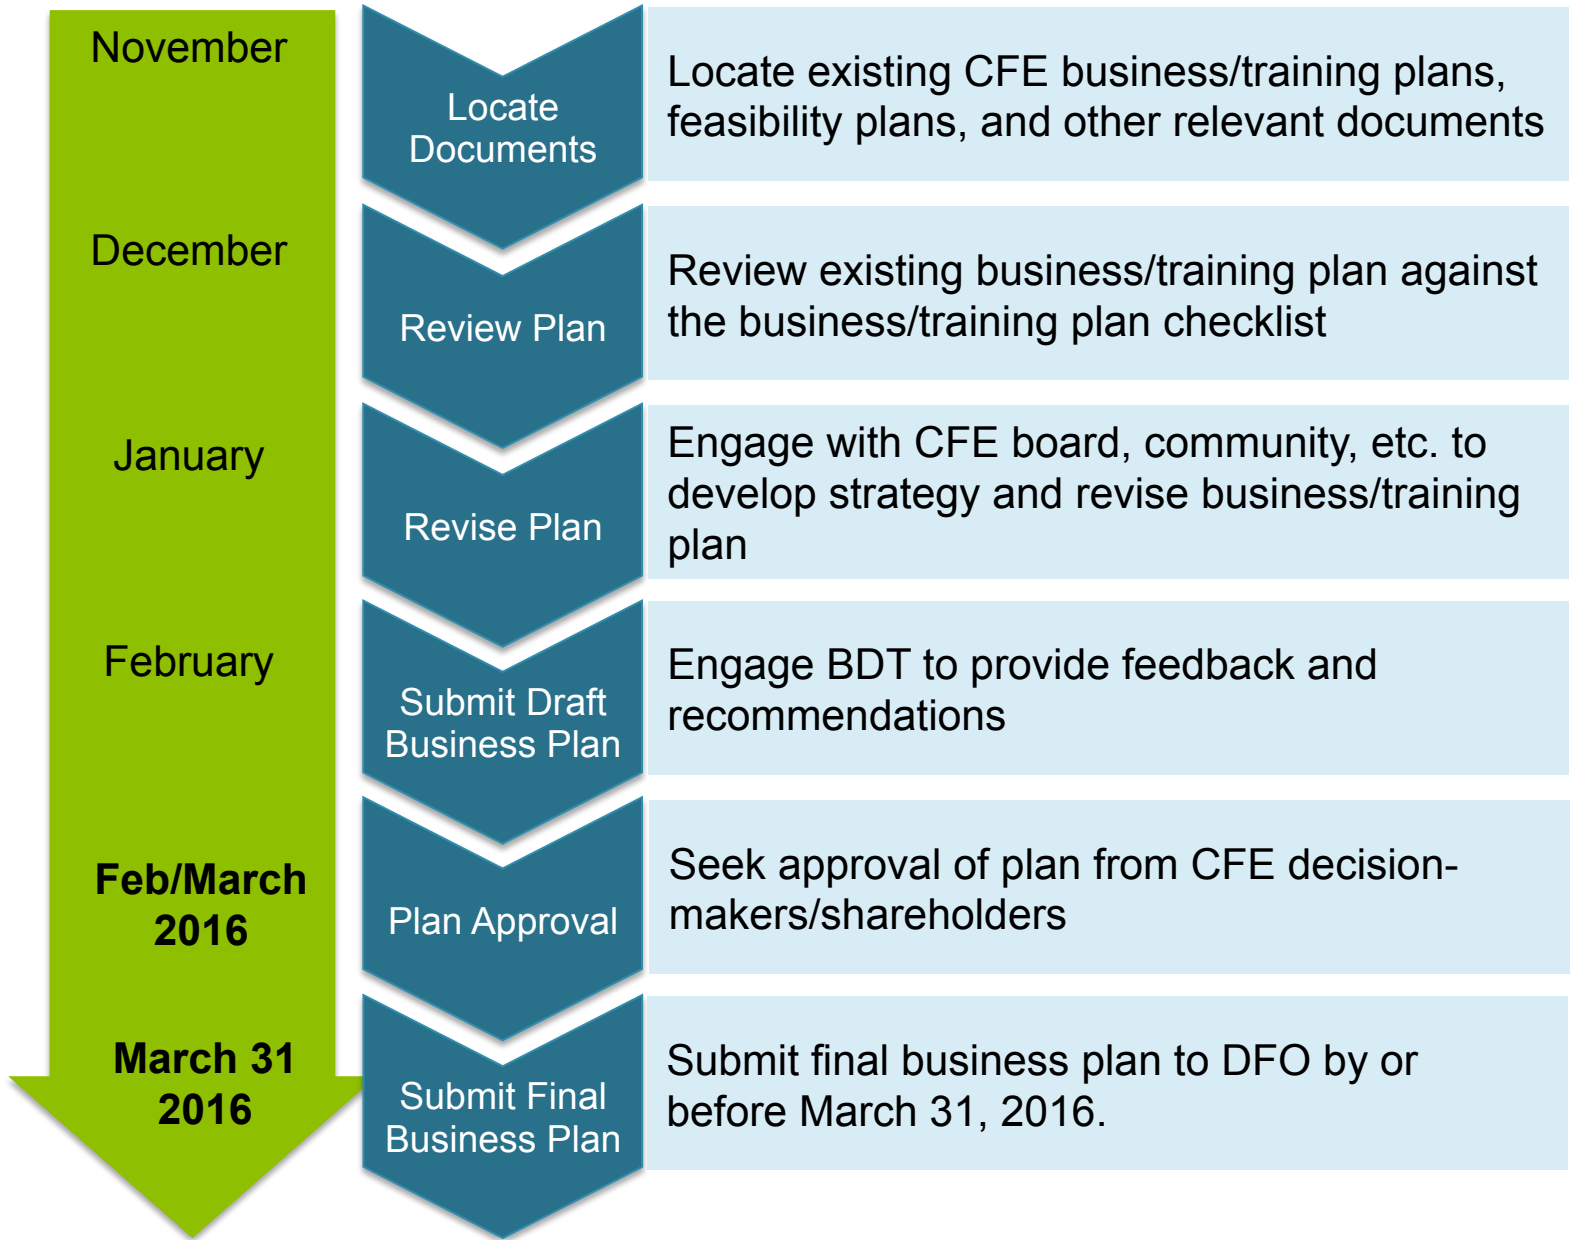 November
Locate
Documents
Locate existing CFE business/training plans,
feasibility plans, and other relevant documents
December
Review Plan
Review existing business/training plan against
the business/training plan checklist
January
Revise Plan
Engage with CFE board, community, etc. to
develop strategy and revise business/training
plan
February
Submit Draft
Business Plan
Engage BDT to provide feedback and
recommendations
Feb/March
2016
Plan Approval
Seek approval of plan from CFE decision-
makers/shareholders
March 31
2016
Submit Final
Business Plan
Submit final business plan to DFO by or
before March 31, 2016.